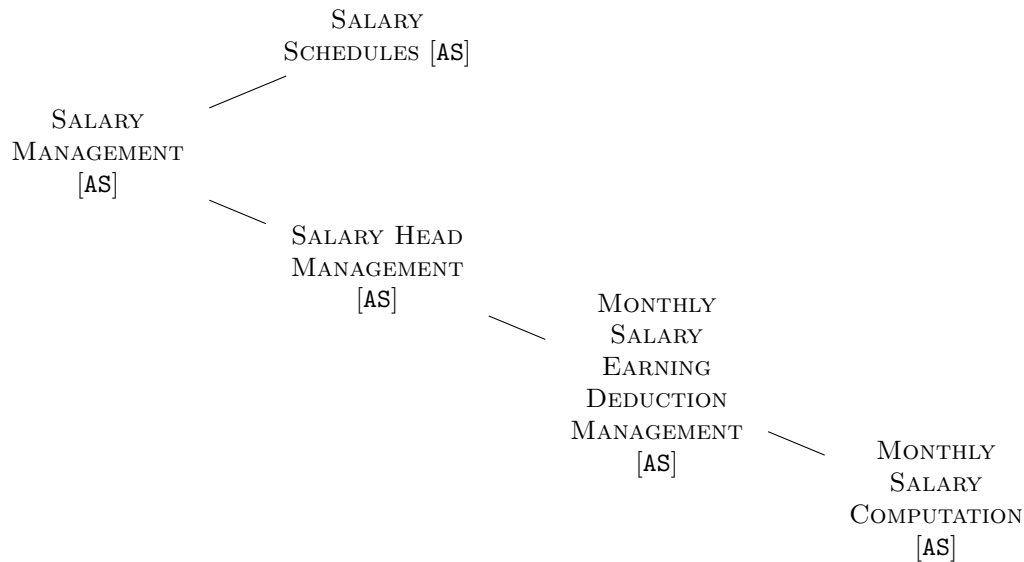 Salary
Schedules [AS]
Salary
Management
[AS]
Salary Head
Management
[AS]
Monthly
Salary
Earning
Deduction
Management
[AS]
Monthly
Salary
Computation
[AS]